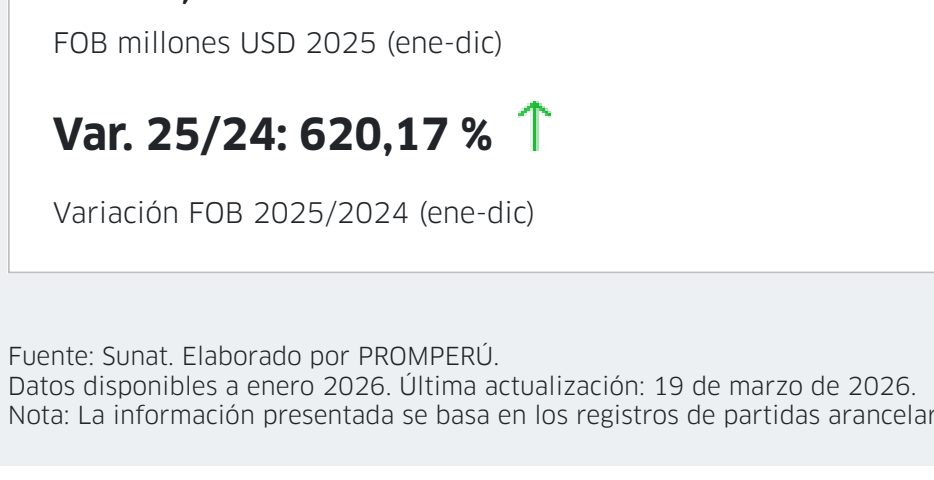 FOB millones USD 2025 (ene-dic)
Var. 25/24: 620,17 % ↑
Variación FOB 2025/2024 (ene-dic)
Fuente: Sunat. Elaborado por PROMPERÚ.
Datos disponibles a enero 2026. Última actualización: 19 de marzo de 2026.
Nota: La información presentada se basa en los registros de partidas arancelar